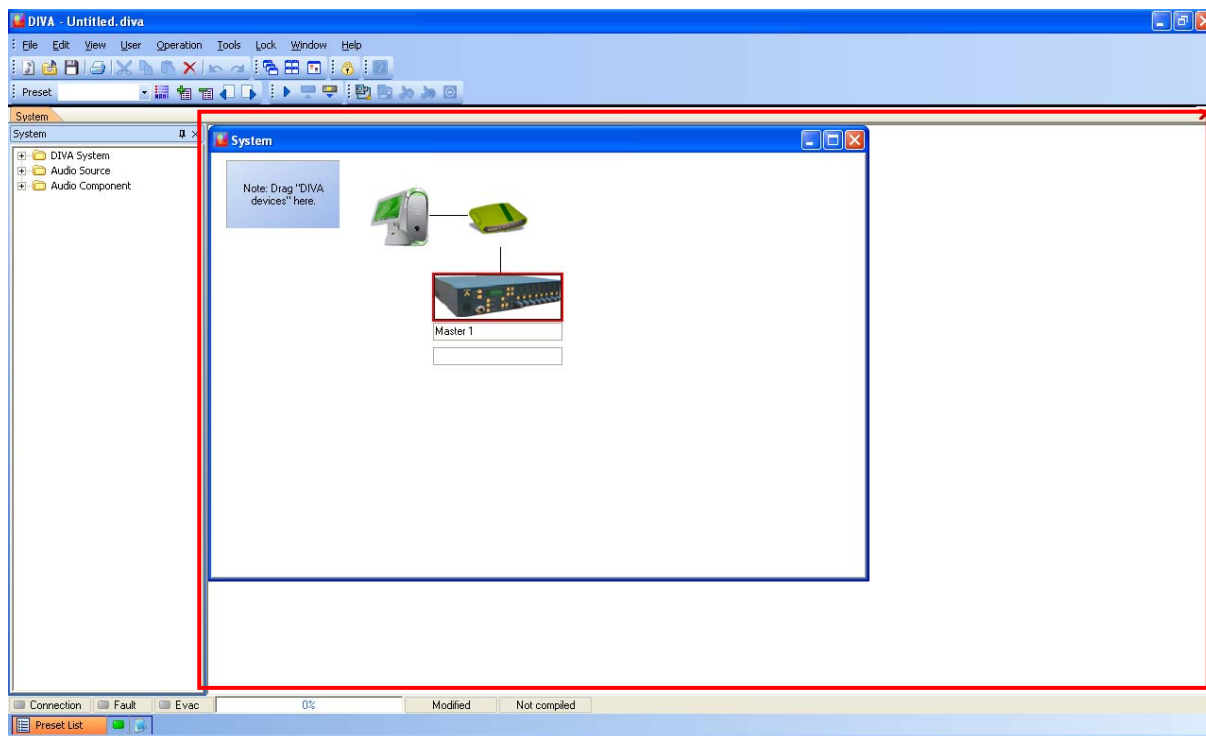 DIVA - Untitled.diva
File Edit View User Operation Tools Lock Window Help
Preset
System
System
DIVA System
Audio Source
Audio Component
System
Note: Drag "DIVA
devices" here.
Master 1
Connection Fault Evac 0% Modified Not compiled
Preset List